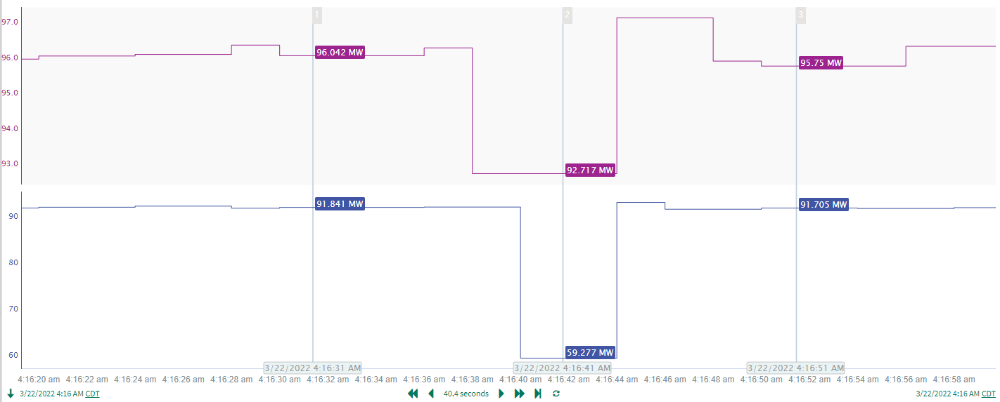 1 2 3
97.0
96.042 MW
96.0
95.75 MW
95.0
94.0
93.0
92.717 MW
91.841 MW
91.705 MW
90
80
70
60
59.277 MW
3/22/2022 4:16:31 AM 3/22/2022 4:16:41 AM 3/22/2022 4:16:51 AM
4:16:20 am 4:16:22 am 4:16:24 am 4:16:26 am 4:16:28 am 4:16:30 am 4:16:32 am 4:16:34 am 4:16:36 am 4:16:38 am 4:16:40 am 4:16:42 am 4:16:44 am 4:16:46 am 4:16:48 am 4:16:50 am 4:16:52 am 4:16:54 am 4:16:56 am 4:16:58 am
3/22/2022 4:16 AM CDT 40.4 seconds 3/22/2022 4:16 AM CDT